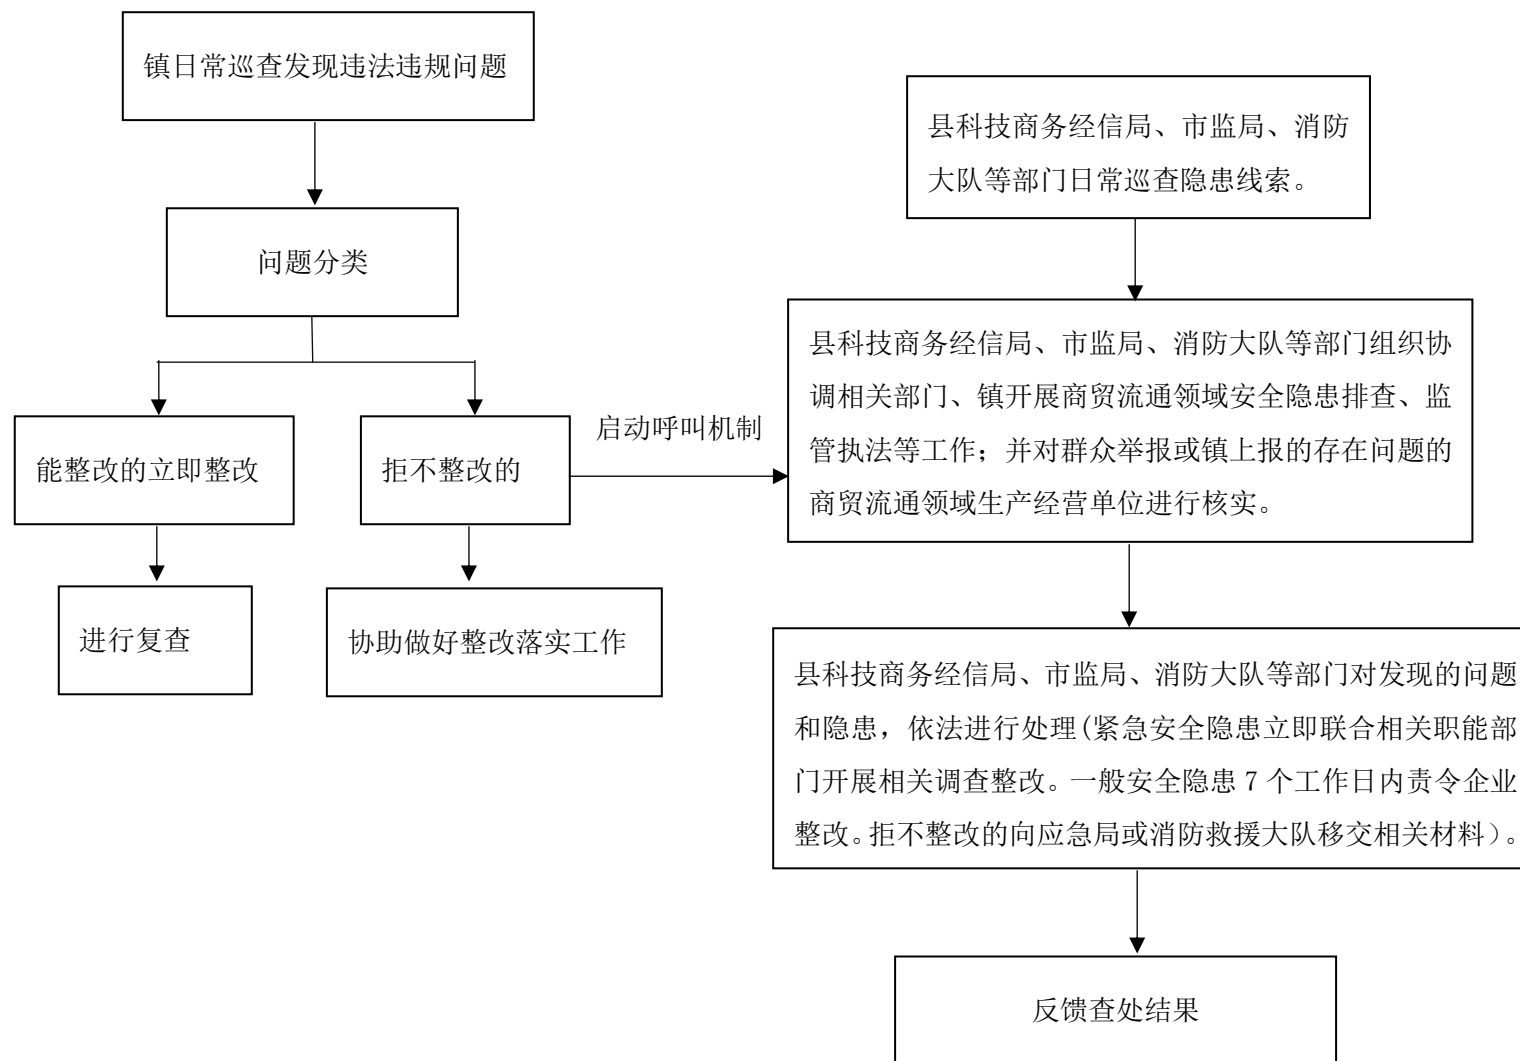 镇日常巡查发现违法违规问题
县科技商务经信局、市监局、消防
大队等部门日常巡查隐患线索。
问题分类
县科技商务经信局、市监局、消防大队等部门组织协
调相关部门、镇开展商贸流通领域安全隐患排查、监
管执法等工作；并对群众举报或镇上报的存在问题的
商贸流通领域生产经营单位进行核实。
启动呼叫机制
能整改的立即整改
拒不整改的
进行复查
协助做好整改落实工作
县科技商务经信局、市监局、消防大队等部门对发现的问题
和隐患，依法进行处理(紧急安全隐患立即联合相关职能部
门开展相关调查整改。一般安全隐患 7 个工作日内责令企业
整改。拒不整改的向应急局或消防救援大队移交相关材料）。
反馈查处结果